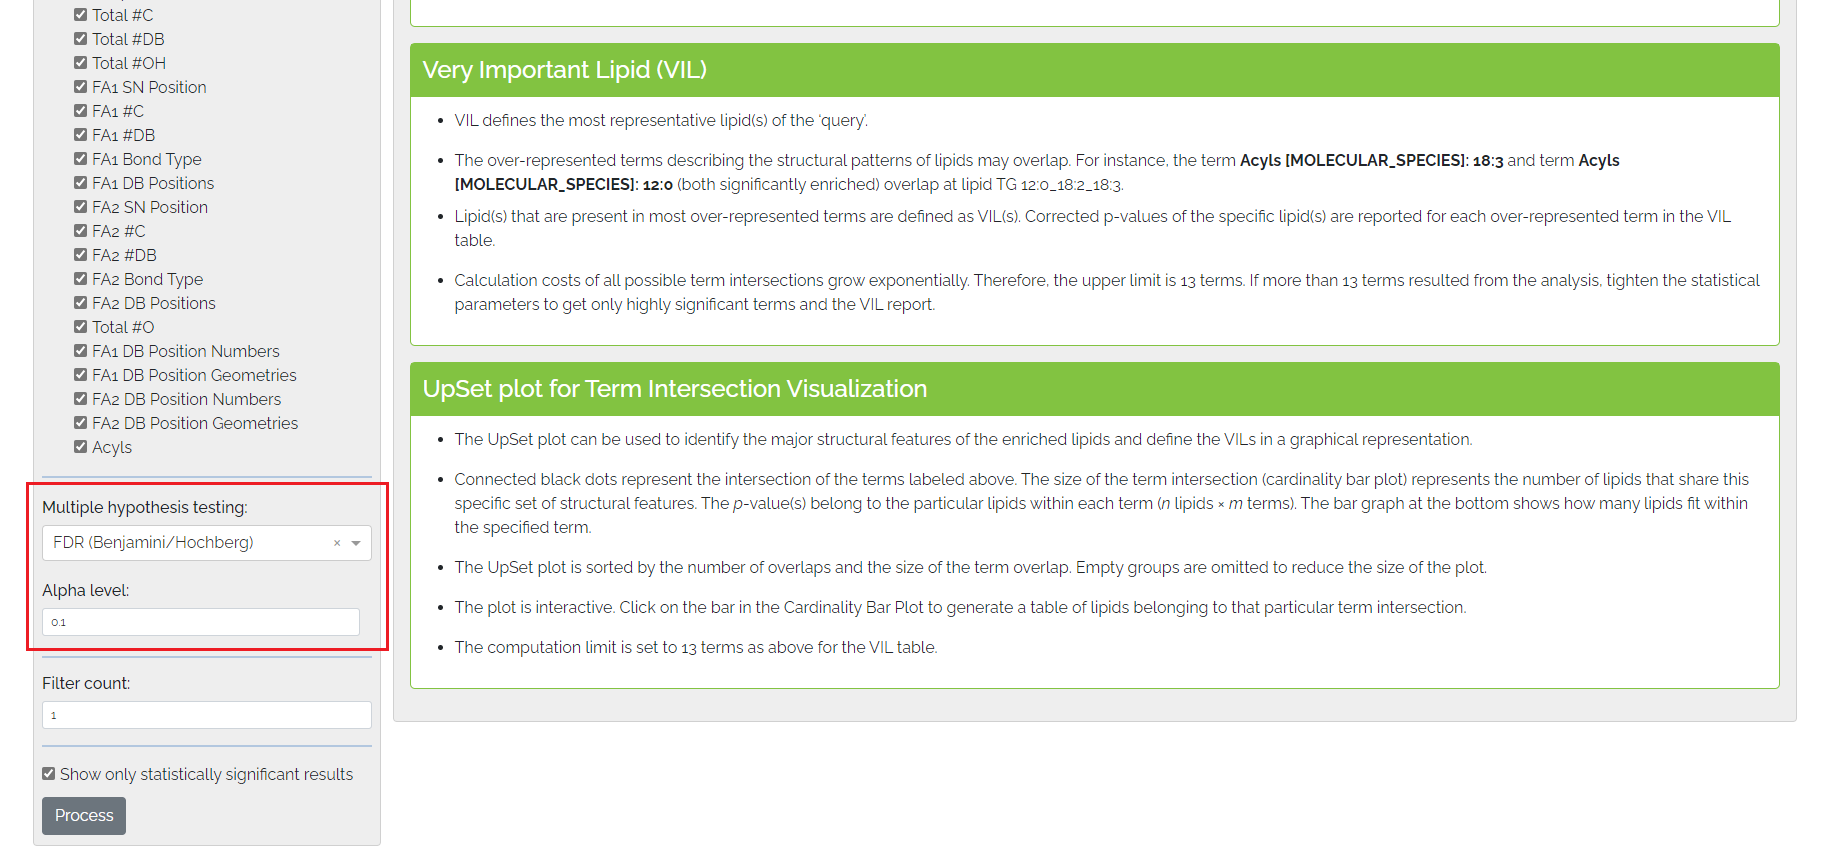 Total #C
Total #DB
Total #OH
FA1 SN Position
FA1 #C
FA1 #DB
FA1 Bond Type
FA1 DB Positions
FA2 SN Position
FA2 #C
FA2 #DB
FA2 Bond Type
FA2 DB Positions
Total #O
FA1 DB Position Numbers
FA1 DB Position Geometries
FA2 DB Position Numbers
FA2 DB Position Geometries
Acyls
Multiple hypothesis testing:
FDR (Benjamini/Hochberg) ×
Alpha level:
0.1
Filter count:
1
Show only statistically significant results
Process
Very Important Lipid (VIL)
• VIL defines the most representative lipid(s) of the ‘query’.
• The over-represented terms describing the structural patterns of lipids may overlap. For instance, the term Acyls [MOLECULAR_SPECIES]: 18:3 and term Acyls
[MOLECULAR_SPECIES]: 12:0 (both significantly enriched) overlap at lipid TG 12:0_18:2_18:3.
• Lipid(s) that are present in most over-represented terms are defined as VIL(s). Corrected p-values of the specific lipid(s) are reported for each over-represented term in the VIL
table.
• Calculation costs of all possible term intersections grow exponentially. Therefore, the upper limit is 13 terms. If more than 13 terms resulted from the analysis, tighten the statistical
parameters to get only highly significant terms and the VIL report.
UpSet plot for Term Intersection Visualization
• The UpSet plot can be used to identify the major structural features of the enriched lipids and define the VILs in a graphical representation.
• Connected black dots represent the intersection of the terms labeled above. The size of the term intersection (cardinality bar plot) represents the number of lipids that share this
specific set of structural features. The p-value(s) belong to the particular lipids within each term (n lipids × m terms). The bar graph at the bottom shows how many lipids fit within
the specified term.
• The UpSet plot is sorted by the number of overlaps and the size of the term overlap. Empty groups are omitted to reduce the size of the plot.
• The plot is interactive. Click on the bar in the Cardinality Bar Plot to generate a table of lipids belonging to that particular term intersection.
• The computation limit is set to 13 terms as above for the VIL table.